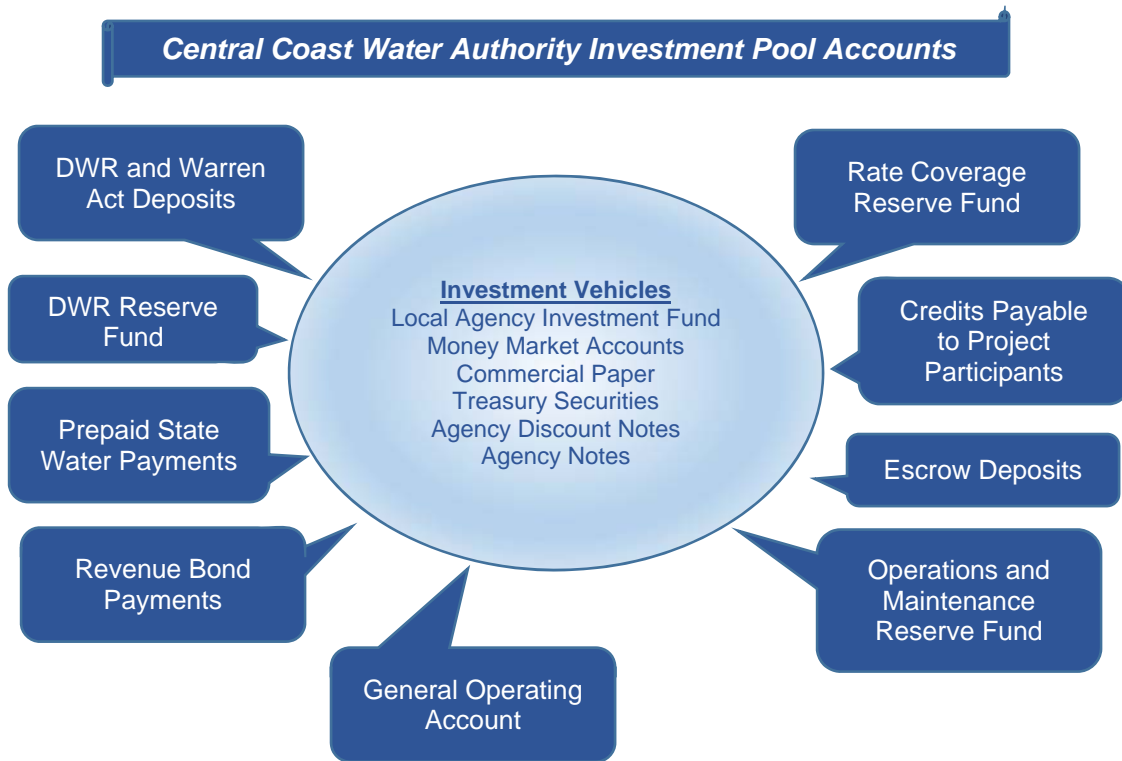 Central Coast Water Authority Investment Pool Accounts
DWR and Warren
Act Deposits
DWR Reserve
Fund
Prepaid State
Water Payments
Revenue Bond
Payments
General Operating
Account
Investment Vehicles
Local Agency Investment Fund
Money Market Accounts
Commercial Paper
Treasury Securities
Agency Discount Notes
Agency Notes
Rate Coverage
Reserve Fund
Credits Payable
to Project
Participants
Escrow Deposits
Operations and
Maintenance
Reserve Fund